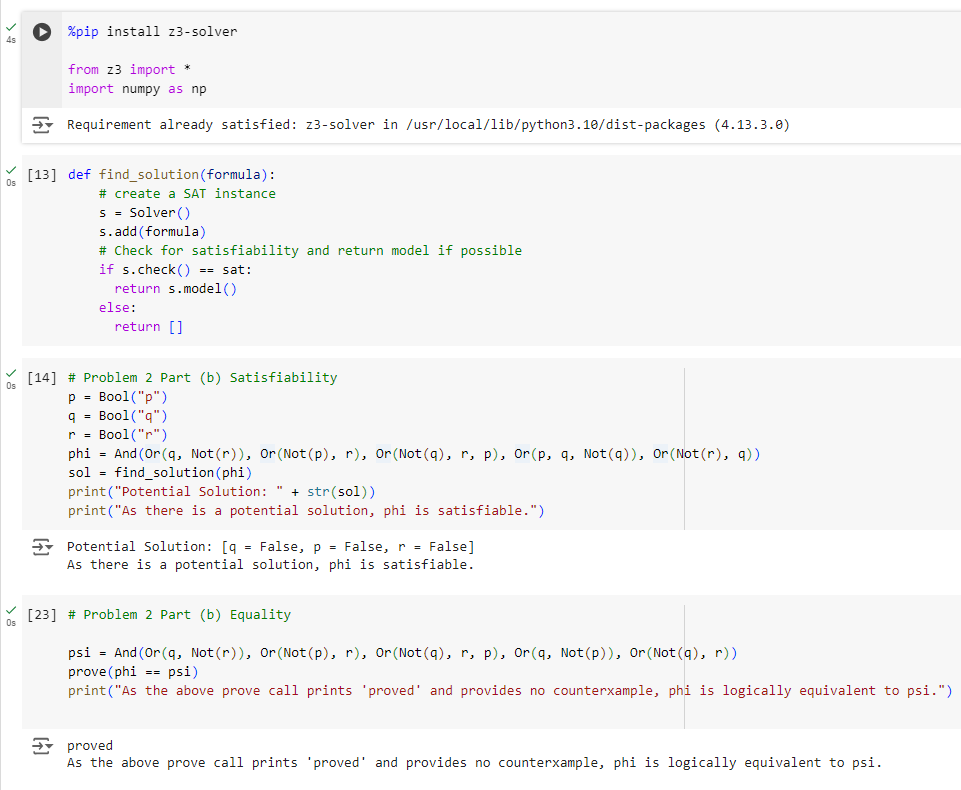 4s
%pip install z3-solver
from z3 import *
import numpy as np
Requirement already satisfied: z3-solver in /usr/local/lib/python3.10/dist-packages (4.13.3.0)
0s
[13] def find_solution(formula):
# create a SAT instance
s = Solver()
s.add(formula)
# Check for satisfiability and return model if possible
if s.check() == sat:
return s.model()
else:
return []
0s
[14] # Problem 2 Part (b) Satisfiability
p = Bool("p")
q = Bool("q")
r = Bool("r")
phi = And(Or(q, Not(r)), Or(Not(p), r), Or(Not(q), r, p), Or(p, q, Not(q)), Or(Not(r), q))
sol = find_solution(phi)
print("Potential Solution: " + str(sol))
print("As there is a potential solution, phi is satisfiable.")
Potential Solution: [q = False, p = False, r = False]
As there is a potential solution, phi is satisfiable.
0s
[23] # Problem 2 Part (b) Equality
psi = And(Or(q, Not(r)), Or(Not(p), r), Or(Not(q), r, p), Or(q, Not(p)), Or(Not(q), r))
prove(phi == psi)
print("As the above prove call prints 'proved' and provides no counterxample, phi is logically equivalent to psi.")
proved
As the above prove call prints 'proved' and provides no counterxample, phi is logically equivalent to psi.